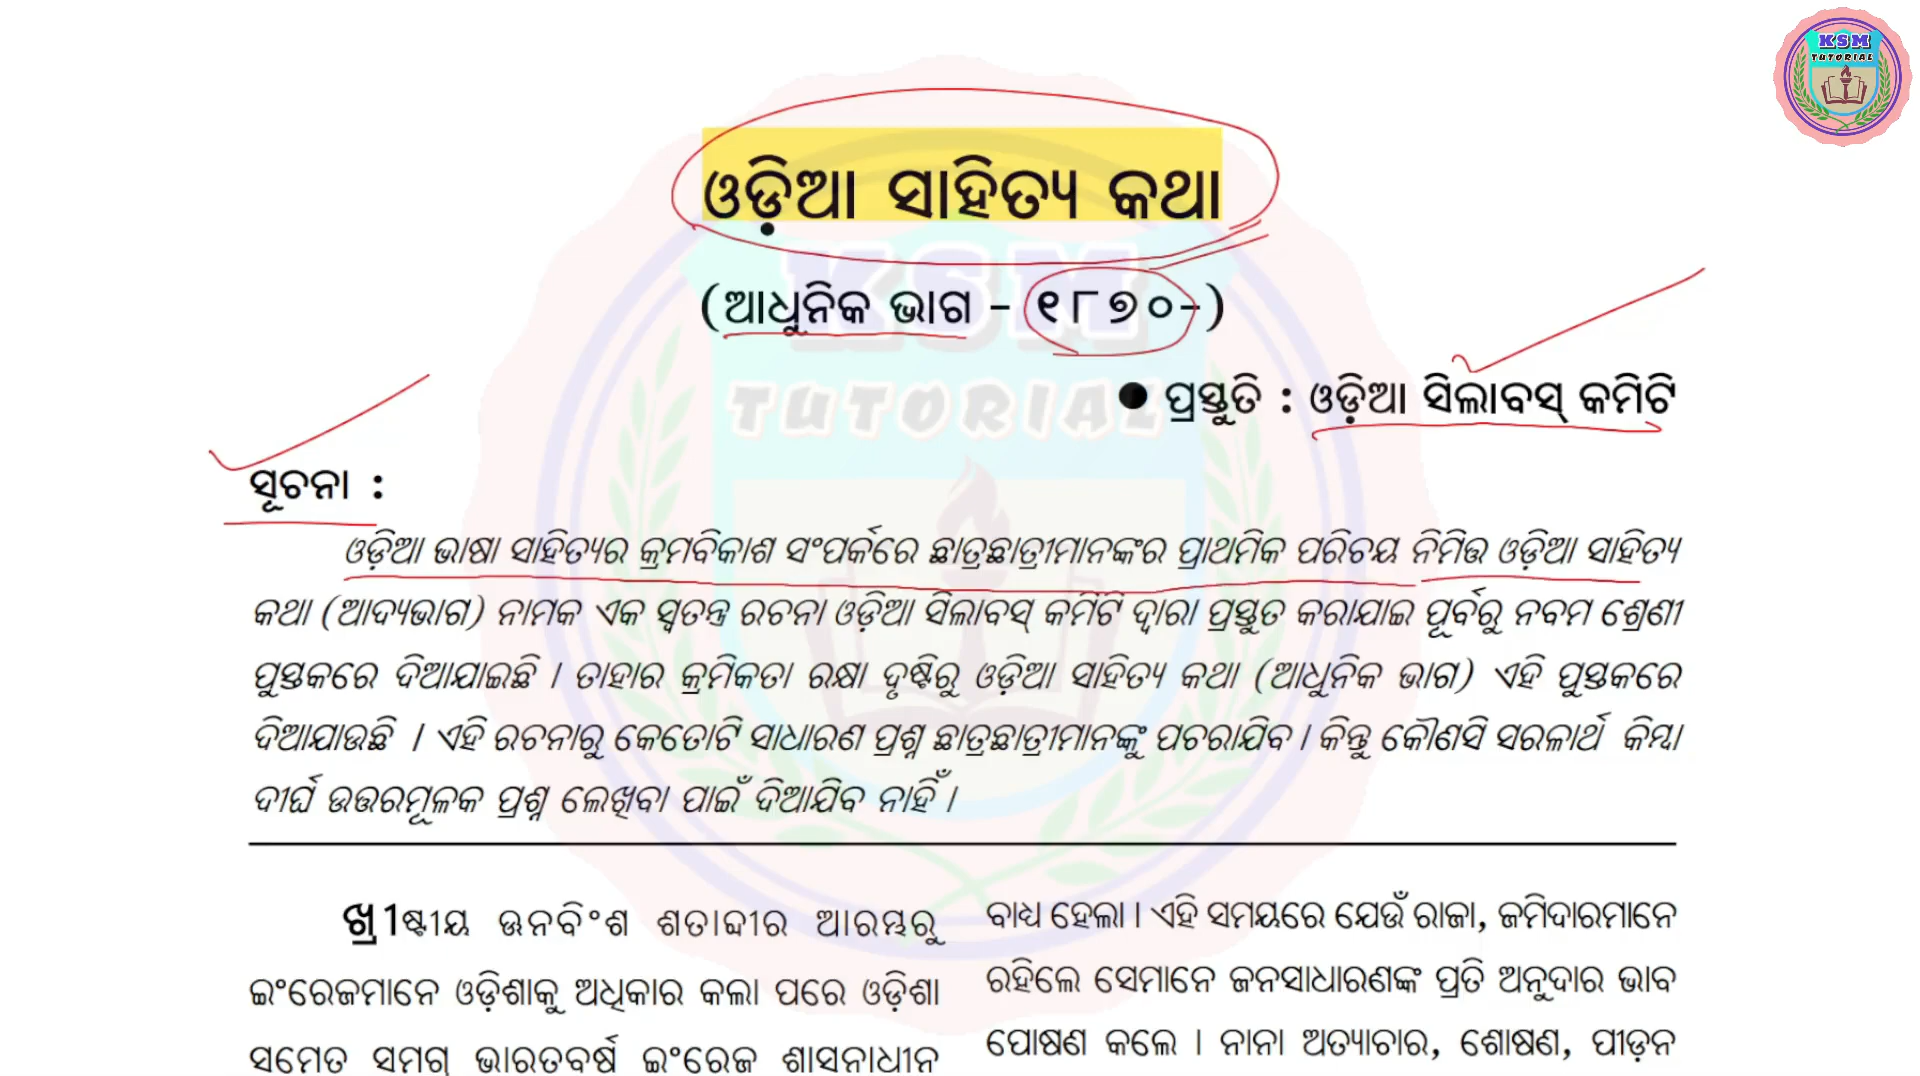 KSM
TUTORIAL
ଓଡ଼ିଆ ସାହିତ୍ୟ କଥା
(ଆଧୁନିକ ଭାଗ - ୧୮୭୦-)
● ପ୍ରସ୍ତୁତି : ଓଡ଼ିଆ ସିଲାବସ୍ କମିଟି
KSM
TUTORIAL
ସୂଚନା :
ଓଡ଼ିଆ ଭାଷା ସାହିତ୍ୟର କ୍ରମବିକାଶ ସଂପର୍କରେ ଛାତ୍ରଛାତ୍ରୀମାନଙ୍କର ପ୍ରାଥମିକ ପରିଚୟ ନିମିତ୍ତ ଓଡ଼ିଆ ସାହିତ୍ୟ
କଥା (ଆଦ୍ୟଭାଗ) ନାମକ ଏକ ସ୍ୱତନ୍ତ୍ର ରଚନା ଓଡ଼ିଆ ସିଲାବସ୍ କମିଟି ଦ୍ୱାରା ପ୍ରସ୍ତୁତ କରାଯାଇ ପୂର୍ବରୁ ନବମ ଶ୍ରେଣୀ
ପୁସ୍ତକରେ ଦିଆଯାଇଛି । ତାହାର କ୍ରମିକତା ରକ୍ଷା ଦୃଷ୍ଟିରୁ ଓଡ଼ିଆ ସାହିତ୍ୟ କଥା (ଆଧୁନିକ ଭାଗ) ଏହି ପୁସ୍ତକରେ
ଦିଆଯାଉଛି । ଏହି ରଚନାରୁ କେତୋଟି ସାଧାରଣ ପ୍ରଶ୍ନ ଛାତ୍ରଛାତ୍ରୀମାନଙ୍କୁ ପଚରାଯିବ । କିନ୍ତୁ କୌଣସି ସରଳାର୍ଥ କିମ୍ବା
ଦୀର୍ଘ ଉତ୍ତରମୂଳକ ପ୍ରଶ୍ନ ଲେଖିବା ପାଇଁ ଦିଆଯିବ ନାହିଁ ।
ଖ୍ରୀଷ୍ଟୀୟ ଊନବିଂଶ ଶତାବ୍ଦୀର ଆରମ୍ଭରୁ
ଇଂରେଜମାନେ ଓଡ଼ିଶାକୁ ଅଧିକାର କଲା ପରେ ଓଡ଼ିଶା
ସମେତ ସମଗ୍ର ଭାରତବର୍ଷ ଇଂରେଜ ଶାସନାଧୀନ
ବାଧ୍ୟ ହେଲା । ଏହି ସମୟରେ ଯେଉଁ ରାଜା, ଜମିଦାରମାନେ
ରହିଲେ ସେମାନେ ଜନସାଧାରଣଙ୍କ ପ୍ରତି ଅନୁଦାର ଭାବ
ପୋଷଣ କଲେ । ନାନା ଅତ୍ୟାଚାର, ଶୋଷଣ, ପୀଡ଼ନ